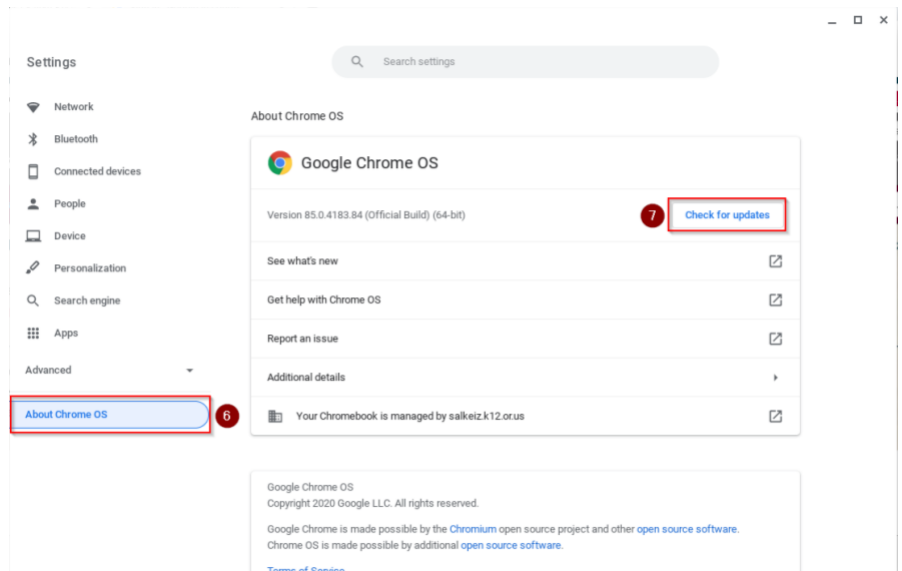 Settings
Search settings
Network
Bluetooth
Connected devices
People
Device
Personalization
Search engine
Apps
Advanced
About Chrome OS
6
About Chrome OS
Google Chrome OS
Version 85.0.4183.84 (Official Build) (64-bit)
7
Check for updates
See what's new
Get help with Chrome OS
Report an issue
Additional details
Your Chromebook is managed by salkeiz.k12.or.us
Google Chrome OS
Copyright 2020 Google LLC. All rights reserved.
Google Chrome is made possible by the Chromium open source project and other open source software.
Chrome OS is made possible by additional open source software.
Terms of Service